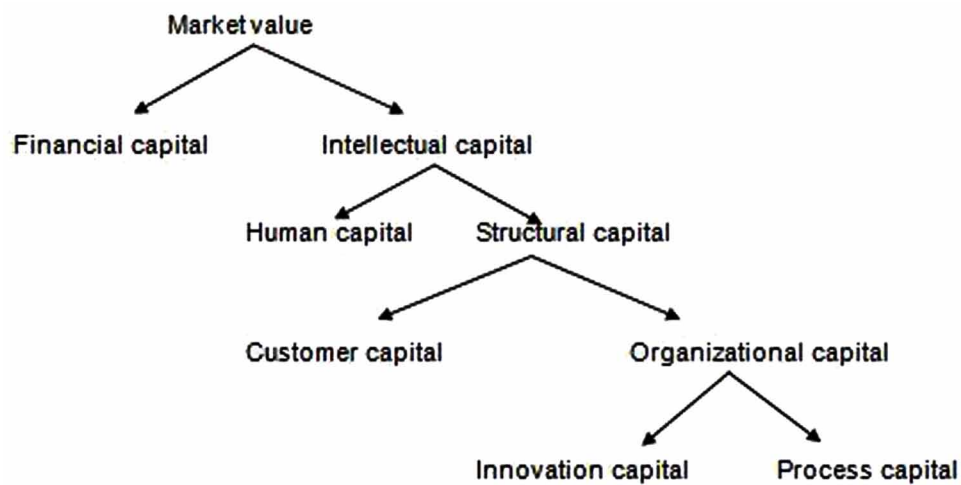 Market value
Financial capital
Intellectual capital
Human capital
Structural capital
Customer capital
Organizational capital
Innovation capital
Process capital